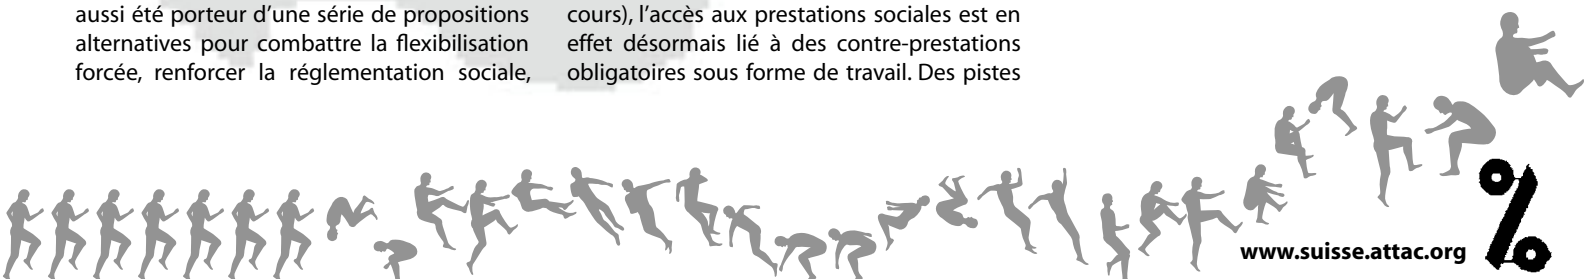 aussi été porteur d’une série de propositions
alternatives pour combattre la flexibilisation
forcée, renforcer la réglementation sociale,
cours), l’accès aux prestations sociales est en
effet désormais lié à des contre-prestations
obligatoires sous forme de travail. Des pistes
www.suisse.attac.org
%